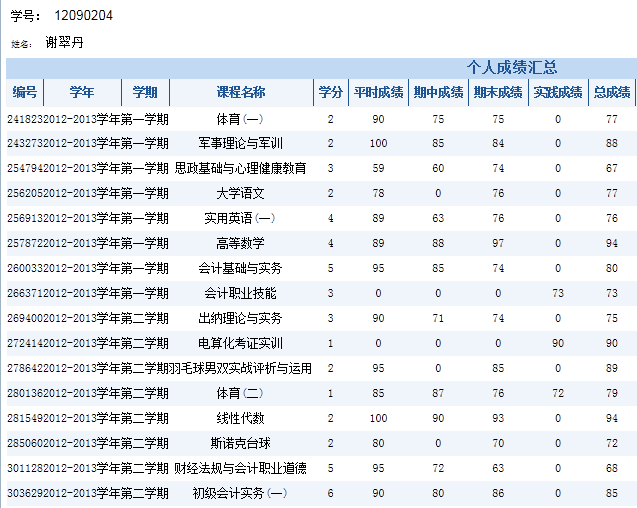 学号： 12090204
姓名： 谢翠丹
个人成绩汇总
编号 学年 学期 课程名称 学分 平时成绩 期中成绩 期末成绩 实践成绩 总成绩
241823 2012-2013学年 第一学期 体育(一) 2 90 75 75 0 77
243273 2012-2013学年 第一学期 军事理论与军训 2 100 85 84 0 88
254794 2012-2013学年 第一学期 思政基础与心理健康教育 3 59 60 74 0 67
256205 2012-2013学年 第一学期 大学语文 2 78 0 76 0 77
256913 2012-2013学年 第一学期 实用英语(一) 4 89 63 76 0 76
257872 2012-2013学年 第一学期 高等数学 4 89 88 97 0 94
260033 2012-2013学年 第一学期 会计基础与实务 5 95 85 74 0 80
266371 2012-2013学年 第一学期 会计职业技能 3 0 0 0 73 73
269400 2012-2013学年 第二学期 出纳理论与实务 3 90 71 74 0 75
272414 2012-2013学年 第二学期 电算化考证实训 1 0 0 0 90 90
278642 2012-2013学年 第二学期 羽毛球男双实战评析与运用 2 95 0 85 0 89
280136 2012-2013学年 第二学期 体育(二) 1 85 87 76 72 79
281549 2012-2013学年 第二学期 线性代数 2 100 90 93 0 94
285060 2012-2013学年 第二学期 斯诺克台球 2 80 0 70 0 72
301128 2012-2013学年 第二学期 财经法规与会计职业道德 5 95 72 63 0 68
303629 2012-2013学年 第二学期 初级会计实务(一) 6 90 80 86 0 85